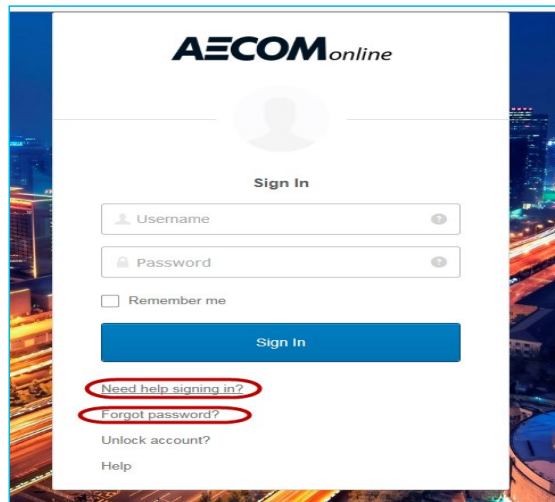 AECOMonline
Sign In
Username
Password
Remember me
Sign In
Need help signing in?
Forgot password?
Unlock account?
Help